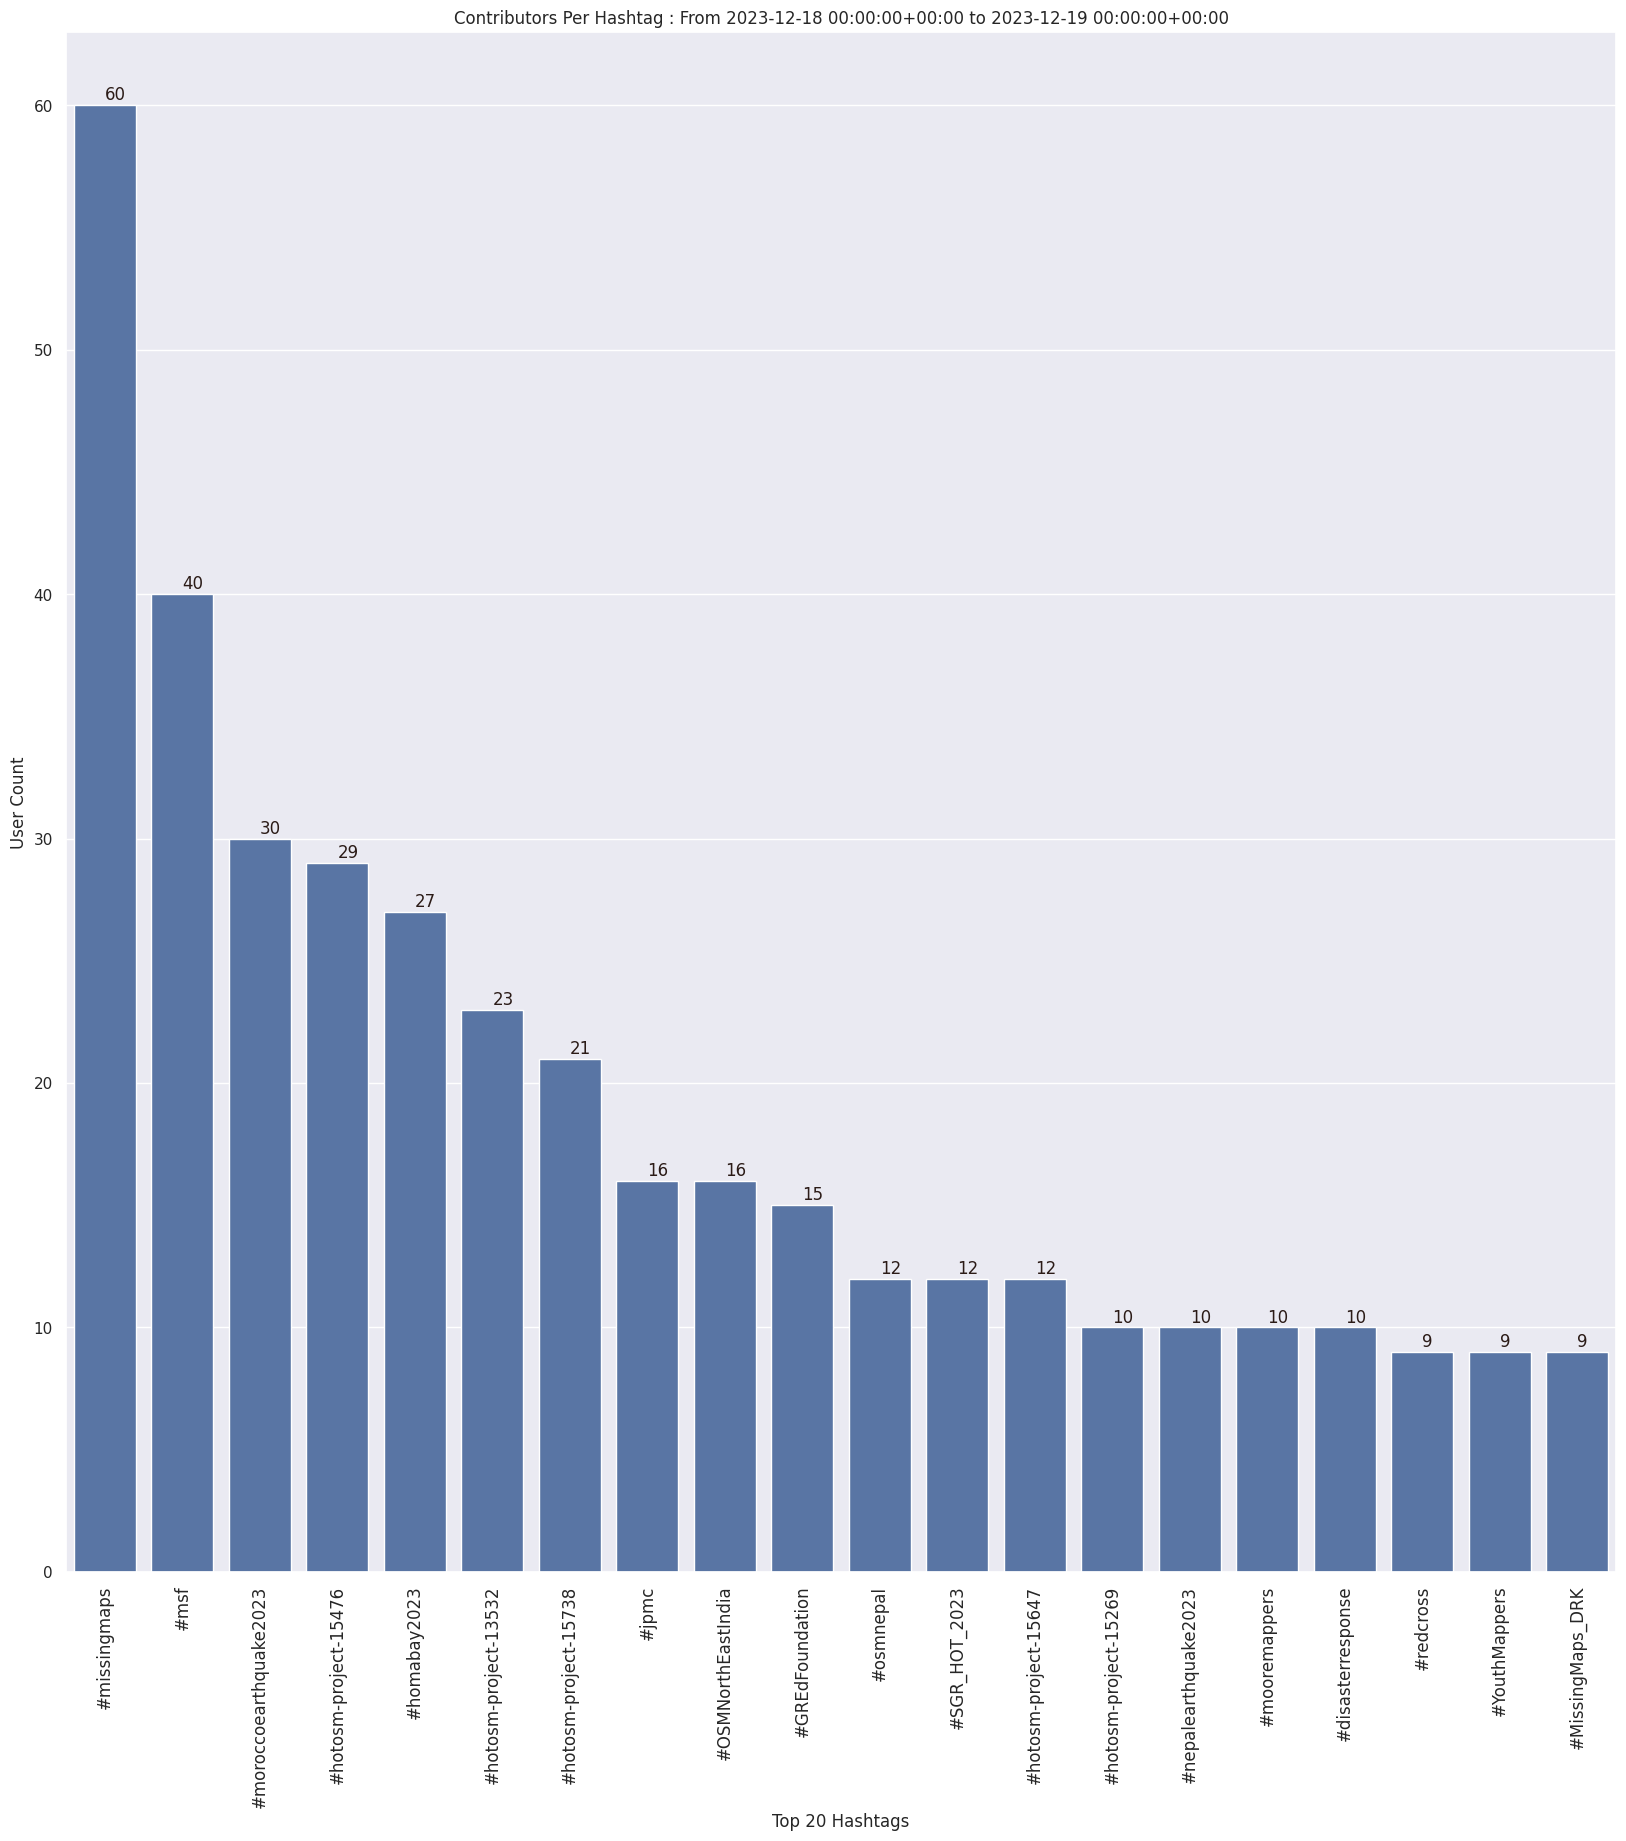 Contributors Per Hashtag : From 2023-12-18 00:00:00+00:00 to 2023-12-19 00:00:00+00:00
User Count
60
50
40
30
20
10
0
60
40
30
29
27
23
21
16
16
15
12
12
12
10
10
10
10
9
9
9
#missingmaps
#msf
#moroccoearthquake2023
#hotosm-project-15476
#homabay2023
#hotosm-project-13532
#hotosm-project-15738
#jpmc
#OSMNorthEastIndia
#GREdFoundation
#osmnepal
#SGR_HOT_2023
#hotosm-project-15647
#hotosm-project-15269
#nepalearthquake2023
#mooremappers
#disasterresponse
#redcross
#YouthMappers
#MissingMaps_DRK
Top 20 Hashtags